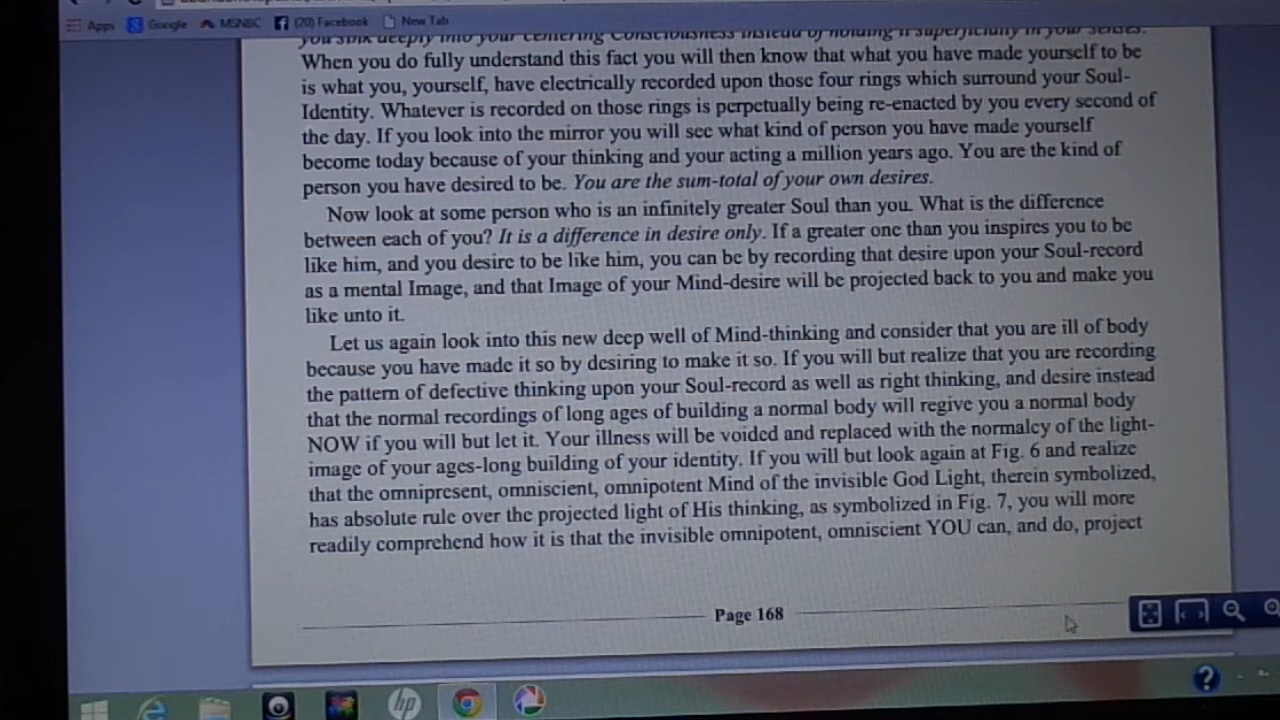 Apps Google MSNBC (20) Facebook New Tab
you sink deeply into your centering Consciousness instead of holding it superficially in your senses.
When you do fully understand this fact you will then know that what you have made yourself to be
is what you, yourself, have electrically recorded upon those four rings which surround your Soul-
Identity. Whatever is recorded on those rings is perpetually being re-enacted by you every second of
the day. If you look into the mirror you will see what kind of person you have made yourself
become today because of your thinking and your acting a million years ago. You are the kind of
person you have desired to be. You are the sum-total of your own desires.
Now look at some person who is an infinitely greater Soul than you. What is the difference
between each of you? It is a difference in desire only. If a greater one than you inspires you to be
like him, and you desire to be like him, you can be by recording that desire upon your Soul-record
as a mental Image, and that Image of your Mind-desire will be projected back to you and make you
like unto it.
Let us again look into this new deep well of Mind-thinking and consider that you are ill of body
because you have made it so by desiring to make it so. If you will but realize that you are recording
the pattern of defective thinking upon your Soul-record as well as right thinking, and desire instead
that the normal recordings of long ages of building a normal body will regive you a normal body
NOW if you will but let it. Your illness will be voided and replaced with the normalcy of the light-
image of your ages-long building of your identity. If you will but look again at Fig. 6 and realize
that the omnipresent, omniscient, omnipotent Mind of the invisible God Light, therein symbolized,
has absolute rule over the projected light of His thinking, as symbolized in Fig. 7, you will more
readily comprehend how it is that the invisible omnipotent, omniscient YOU can, and do, project
Page 168
hp
?